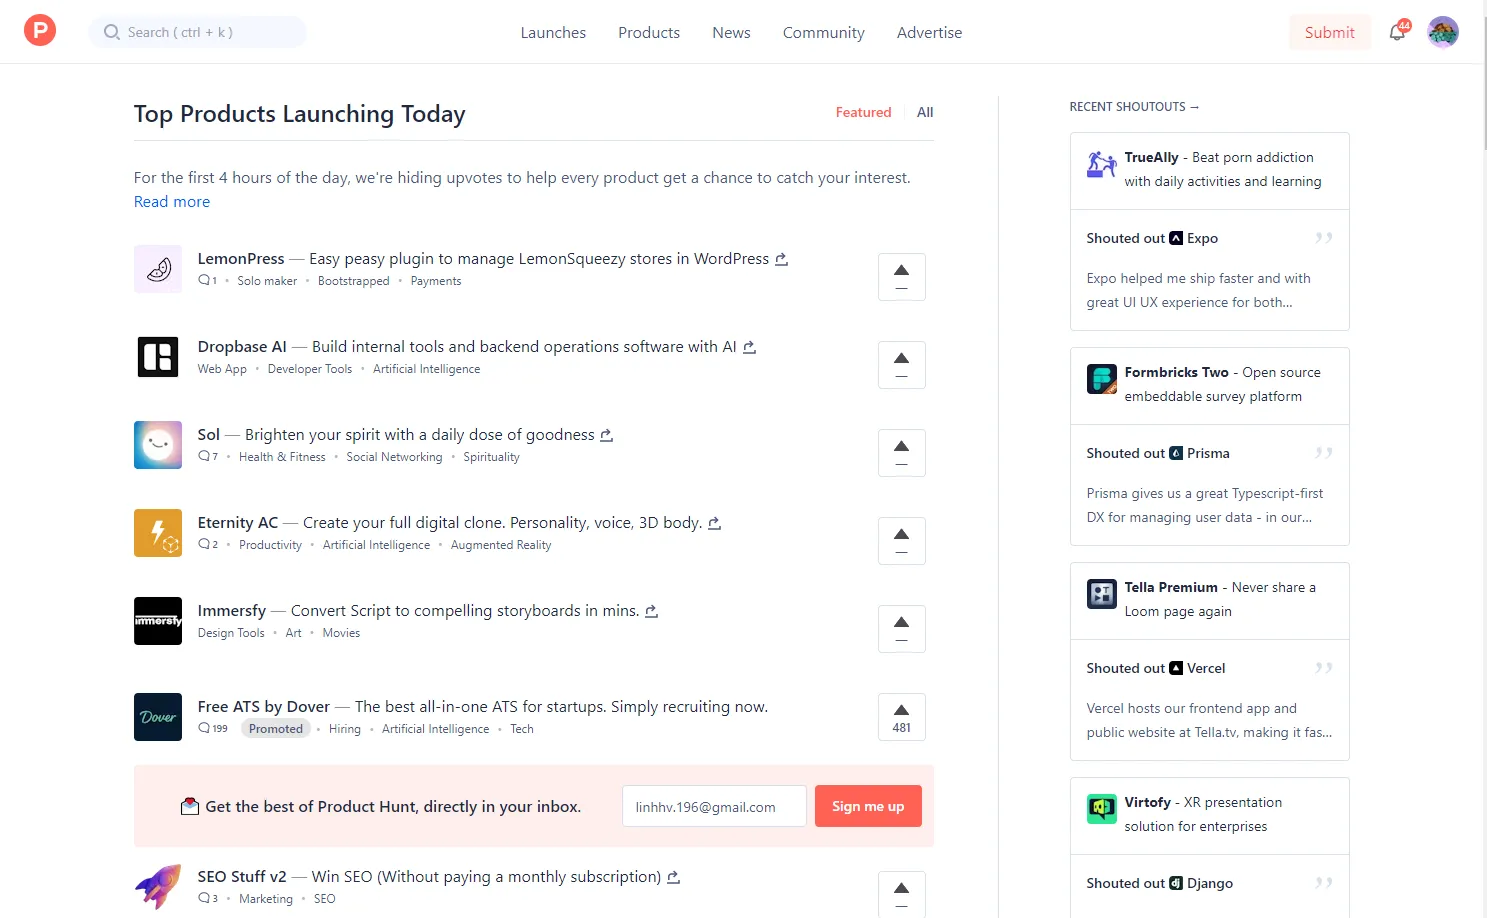 P
Search ( ctrl + k )
Launches
Products
News
Community
Advertise
Submit
44
Top Products Launching Today
Featured
All
For the first 4 hours of the day, we're hiding upvotes to help every product get a chance to catch your interest.
Read more
LemonPress — Easy peasy plugin to manage LemonSqueezy stores in WordPress
1 • Solo maker • Bootstrapped • Payments
—
Dropbase AI — Build internal tools and backend operations software with AI
Web App • Developer Tools • Artificial Intelligence
—
Sol — Brighten your spirit with a daily dose of goodness
7 • Health & Fitness • Social Networking • Spirituality
—
Eternity AC — Create your full digital clone. Personality, voice, 3D body.
2 • Productivity • Artificial Intelligence • Augmented Reality
—
immersfy
Immersfy — Convert Script to compelling storyboards in mins.
Design Tools • Art • Movies
—
Dover
Free ATS by Dover — The best all-in-one ATS for startups. Simply recruiting now.
199 Promoted • Hiring • Artificial Intelligence • Tech
481
Get the best of Product Hunt, directly in your inbox.
linhhv.196@gmail.com
Sign me up
SEO Stuff v2 — Win SEO (Without paying a monthly subscription)
3 • Marketing • SEO
—
RECENT SHOUTOUTS →
TrueAlly - Beat porn addiction
with daily activities and learning
Shouted out Expo
Expo helped me ship faster and with
great UI UX experience for both...
Formbricks Two - Open source
embeddable survey platform
Shouted out Prisma
Prisma gives us a great Typescript-first
DX for managing user data - in our...
Tella Premium - Never share a
Loom page again
Shouted out Vercel
Vercel hosts our frontend app and
public website at Tella.tv, making it fas...
Virtofy - XR presentation
solution for enterprises
Shouted out dj Django